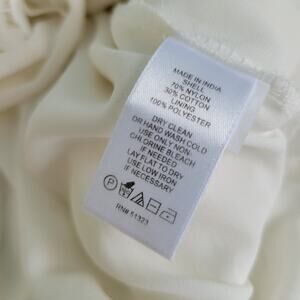 MADE IN INDIA
SHELL
70% NYLON
30% COTTON
LINING
100% POLYESTER
DRY CLEAN
OR HAND WASH COLD
USE ONLY NON-
CHLORINE BLEACH
IF NEEDED
LAY FLAT TO DRY
USE LOW IRON
IF NECESSARY
P
RN# 51323